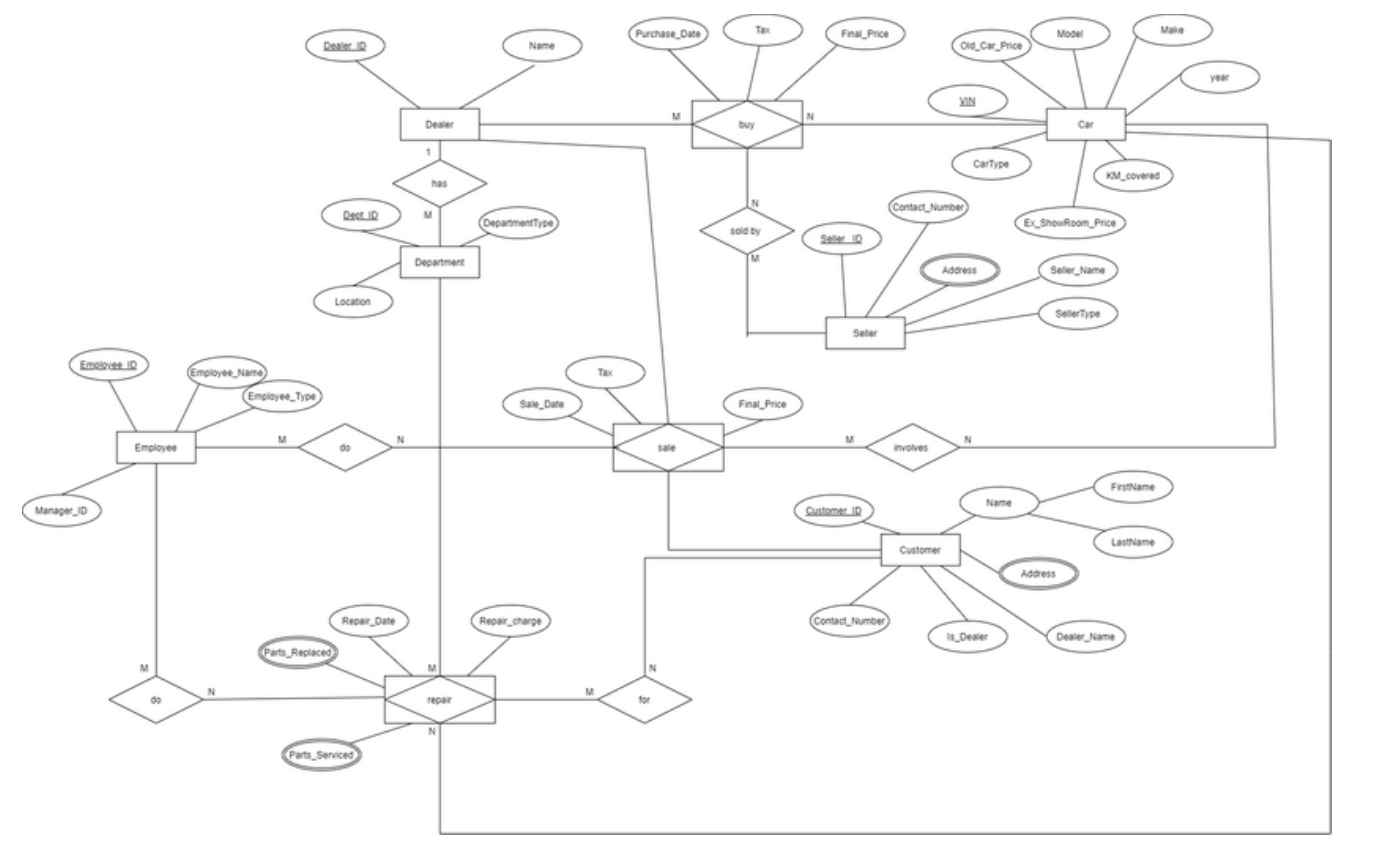 Dealer_ID
Name
Purchase_Date
Tax
Final_Price
Old_Car_Price
Model
Make
year
VIN
Dealer
M
buy
N
Car
CarType
KM_covered
1
has
M
Dept_ID
DepartmentType
Department
Location
N
sold by
M
Contact_Number
Seller_ID
Address
Seller_Name
SellerType
Seller
Ex_ShowRoom_Price
Employee_ID
Employee_Name
Employee_Type
Employee
Manager_ID
M
do
N
Sale_Date
Tax
Final_Price
sale
M
involves
N
Customer_ID
Name
FirstName
LastName
Customer
Address
Contact_Number
Is_Dealer
Dealer_Name
Repair_Date
Repair_charge
Parts_Replaced
M
do
N
M
repair
N
Parts_Serviced
M
for
N